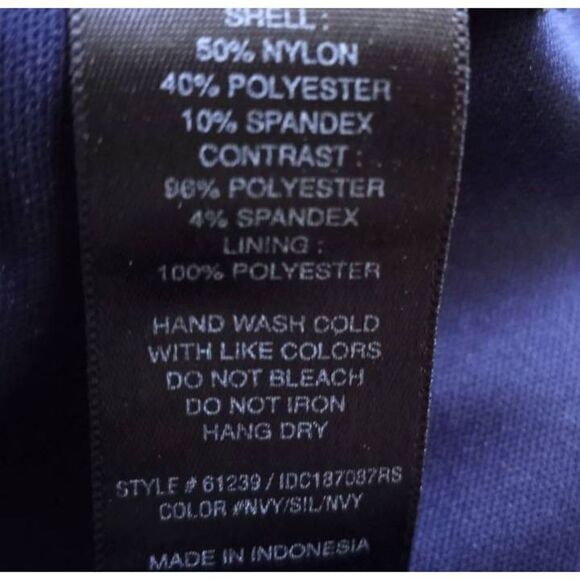 SHELL :
50% NYLON
40% POLYESTER
10% SPANDEX
CONTRAST :
96% POLYESTER
4% SPANDEX
LINING :
100% POLYESTER
HAND WASH COLD
WITH LIKE COLORS
DO NOT BLEACH
DO NOT IRON
HANG DRY
STYLE # 61239 / IDC187087RS
COLOR #NVY/SIL/NVY
MADE IN INDONESIA